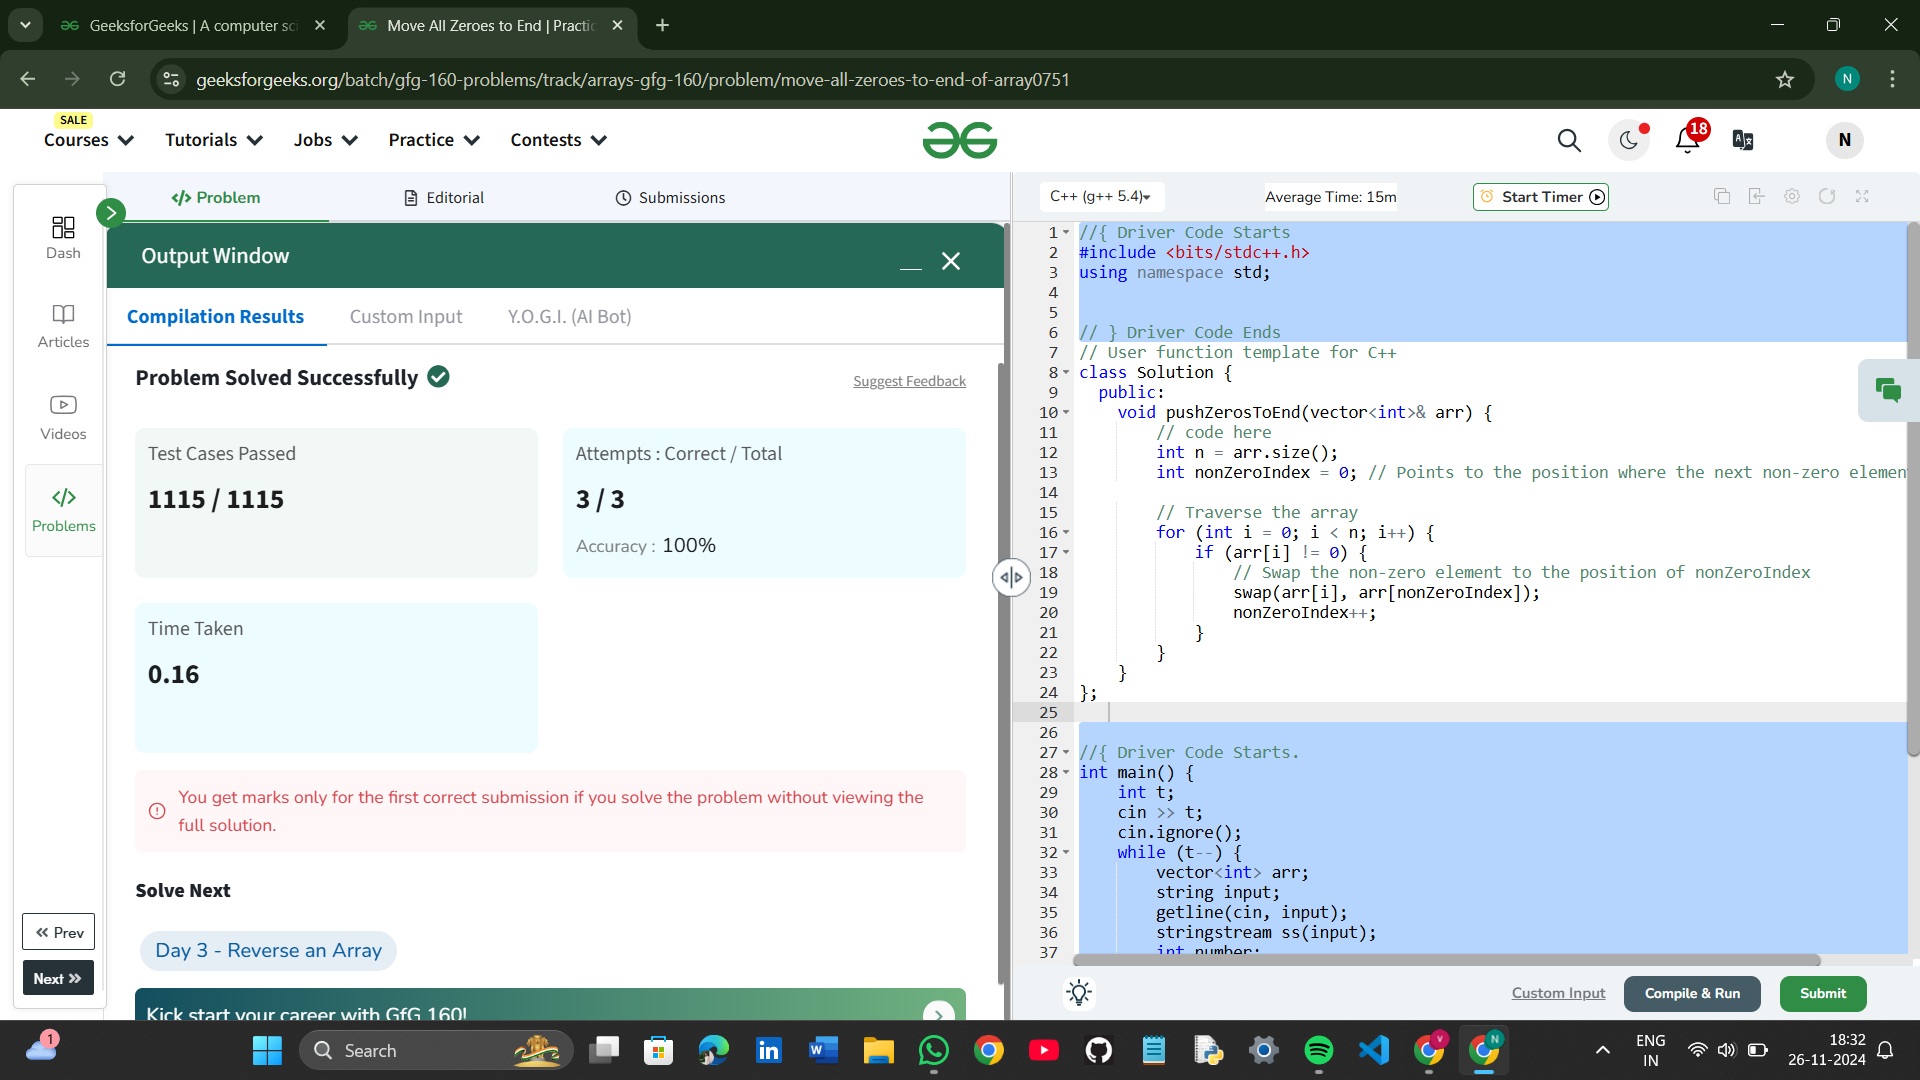 GeeksforGeeks | A computer sci
Move All Zeroes to End | Practic
geeksforgeeks.org/batch/gfg-160-problems/track/arrays-gfg-160/problem/move-all-zeroes-to-end-of-array0751
N
SALE
Courses
Tutorials
Jobs
Practice
Contests
18
N
Dash
Articles
Videos
Problems
Prev
Next
</> Problem
Editorial
Submissions
Output Window
Compilation Results
Custom Input
Y.O.G.I. (AI Bot)
Problem Solved Successfully
Suggest Feedback
Test Cases Passed
1115 / 1115
Attempts : Correct / Total
3 / 3
Accuracy : 100%
Time Taken
0.16
You get marks only for the first correct submission if you solve the problem without viewing the
full solution.
Solve Next
Day 3 - Reverse an Array
Kick start your career with GfG 160!
C++ (g++ 5.4)
Average Time: 15m
Start Timer
1 //{ Driver Code Starts
2 #include <bits/stdc++.h>
3 using namespace std;
4
5
6 // } Driver Code Ends
7 // User function template for C++
8 class Solution {
9 public:
10 void pushZerosToEnd(vector<int>& arr) {
11 // code here
12 int n = arr.size();
13 int nonZeroIndex = 0; // Points to the position where the next non-zero elemen
14
15 // Traverse the array
16 for (int i = 0; i < n; i++) {
17 if (arr[i] != 0) {
18 // Swap the non-zero element to the position of nonZeroIndex
19 swap(arr[i], arr[nonZeroIndex]);
20 nonZeroIndex++;
21 }
22 }
23 }
24 };
25
26
27 //{ Driver Code Starts.
28 int main() {
29 int t;
30 cin >> t;
31 cin.ignore();
32 while (t--) {
33 vector<int> arr;
34 string input;
35 getline(cin, input);
36 stringstream ss(input);
37 int number;
Custom Input
Compile & Run
Submit
1
Search
ENG
IN
18:32
26-11-2024